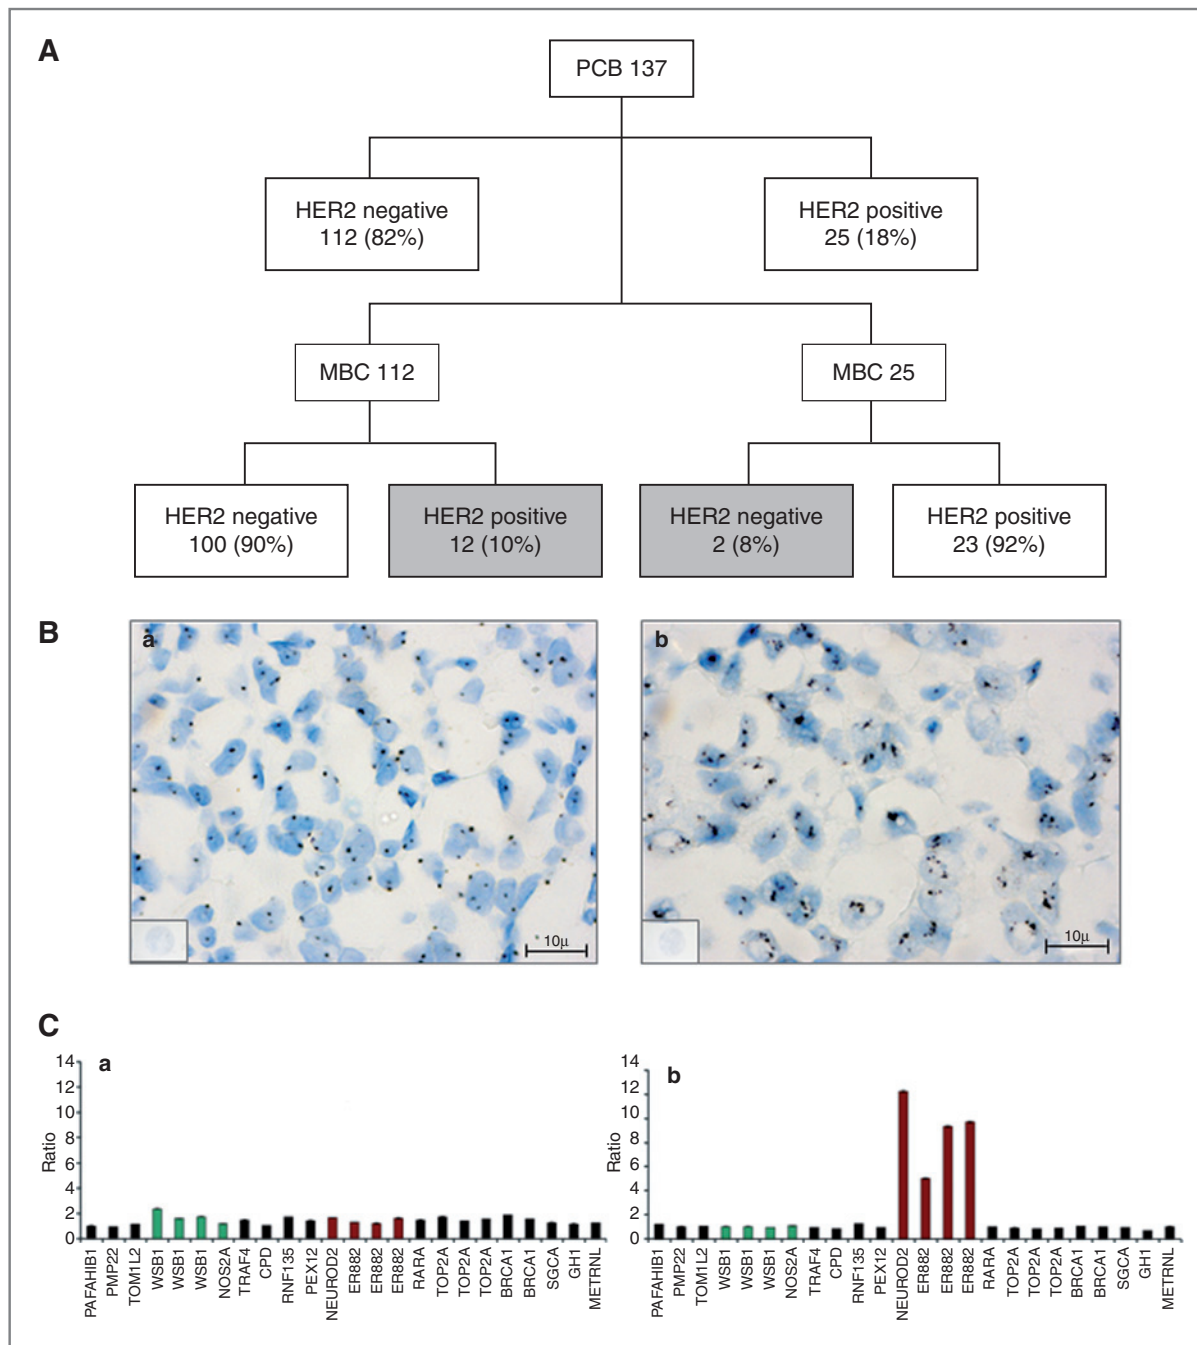 A
PCB 137
HER2 negative
112 (82%)
HER2 positive
25 (18%)
MBC 112
MBC 25
HER2 negative
100 (90%)
HER2 positive
12 (10%)
HER2 negative
2 (8%)
HER2 positive
23 (92%)
B
a
10μ
b
10μ
C
a
14
12
10
8
6
4
2
0
Ratio
PAFAHIB1
PMP22
TOM1L2
WSB1
WSB1
WSB1
NOS2A
TRAF4
CPD
RNF135
PEX12
NEUROD2
ER882
ER882
ER882
RARA
TOP2A
TOP2A
TOP2A
BRCA1
BRCA1
SGCA
GH1
METRNL
b
14
12
10
8
6
4
2
0
Ratio
PAFAHIB1
PMP22
TOM1L2
WSB1
WSB1
WSB1
NOS2A
TRAF4
CPD
RNF135
PEX12
NEUROD2
ER882
ER882
ER882
RARA
TOP2A
TOP2A
TOP2A
BRCA1
BRCA1
SGCA
GH1
METRNL